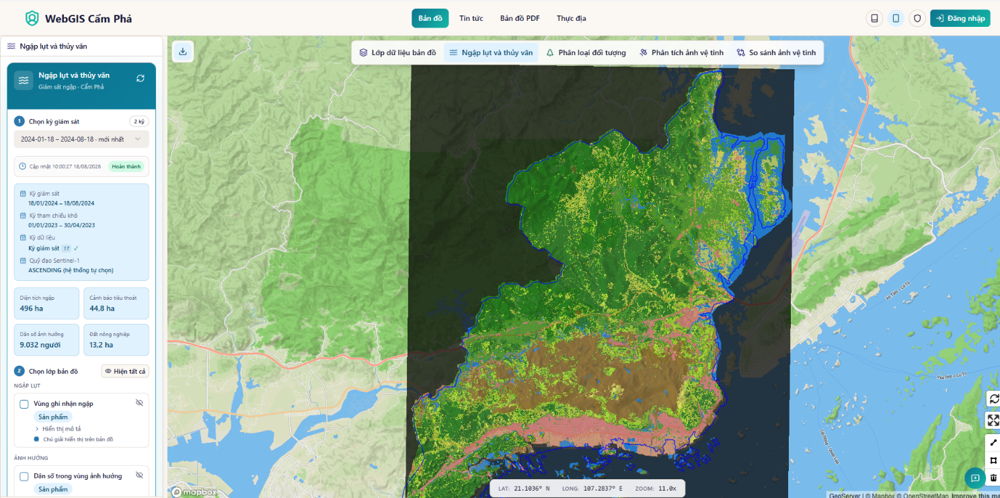 WebGIS Cẩm Phả
Bản đồ
Tin tức
Bản đồ PDF
Thực địa
Đăng nhập
Ngập lụt và thủy văn
Lớp dữ liệu bản đồ
Ngập lụt và thủy văn
Phân loại đối tượng
Phân tích ảnh vệ tinh
So sánh ảnh vệ tinh
Ngập lụt và thủy văn
Giám sát ngập · Cẩm Phả
1 Chọn kỳ giám sát
2 kỳ
2024-01-18 – 2024-08-18 · mới nhất
Cập nhật 10:00:27 18/08/2026
Hoàn thành
Kỳ giám sát
18/01/2024 – 18/08/2024
Kỳ tham chiếu khô
01/01/2023 – 30/04/2023
Kỳ dữ liệu
Kỳ giám sát 17 ✓
Quỹ đạo Sentinel-1
ASCENDING (hệ thống tự chọn)
Diện tích ngập
496 ha
Cảnh báo tiêu thoát
44,8 ha
Dân số ảnh hưởng
9.032 người
Đất nông nghiệp
13,2 ha
2 Chọn lớp bản đồ
Hiện tất cả
NGẬP LỤT
Vùng ghi nhận ngập
Sản phẩm
Hiển thị mô tả
Chú giải hiển thị trên bản đồ
ẢNH HƯỞNG
Dân số trong vùng ảnh hưởng
Sản phẩm
mapbox
LAT: 21.1036° N LONG: 107.2837° E ZOOM: 11.0x
GeoServer | © Mapbox © OpenStreetMap Improve this ma